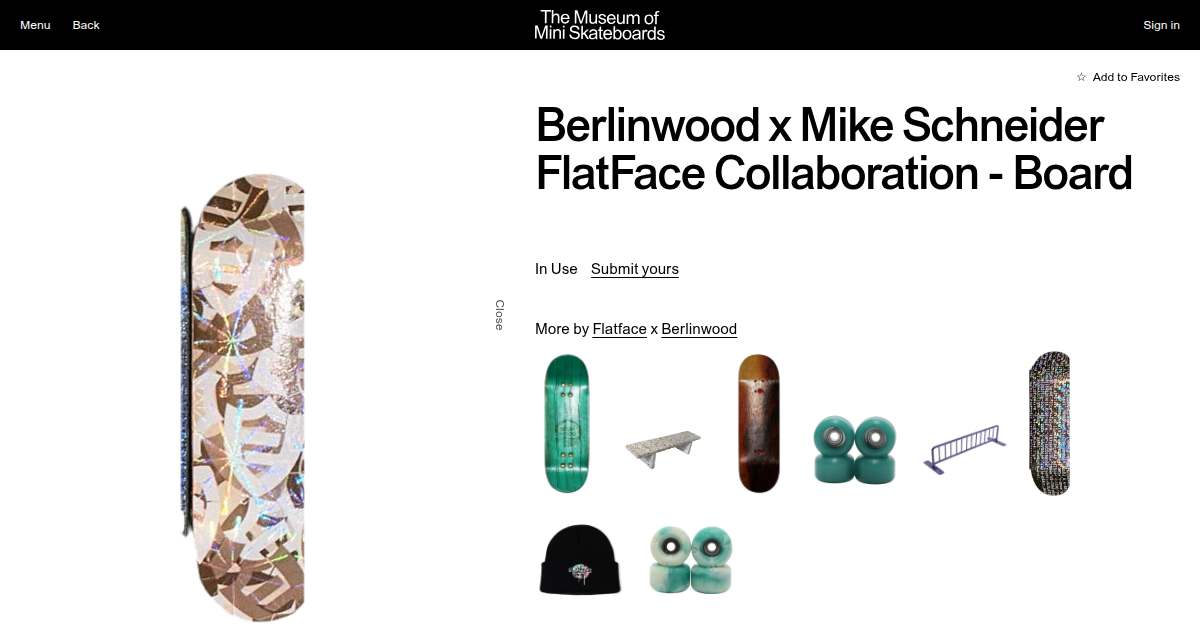 Menu Back
The Museum of
Mini Skateboards
Sign in
☆ Add to Favorites
Berlinwood x Mike Schneider
FlatFace Collaboration - Board
In Use Submit yours
Close
More by Flatface x Berlinwood